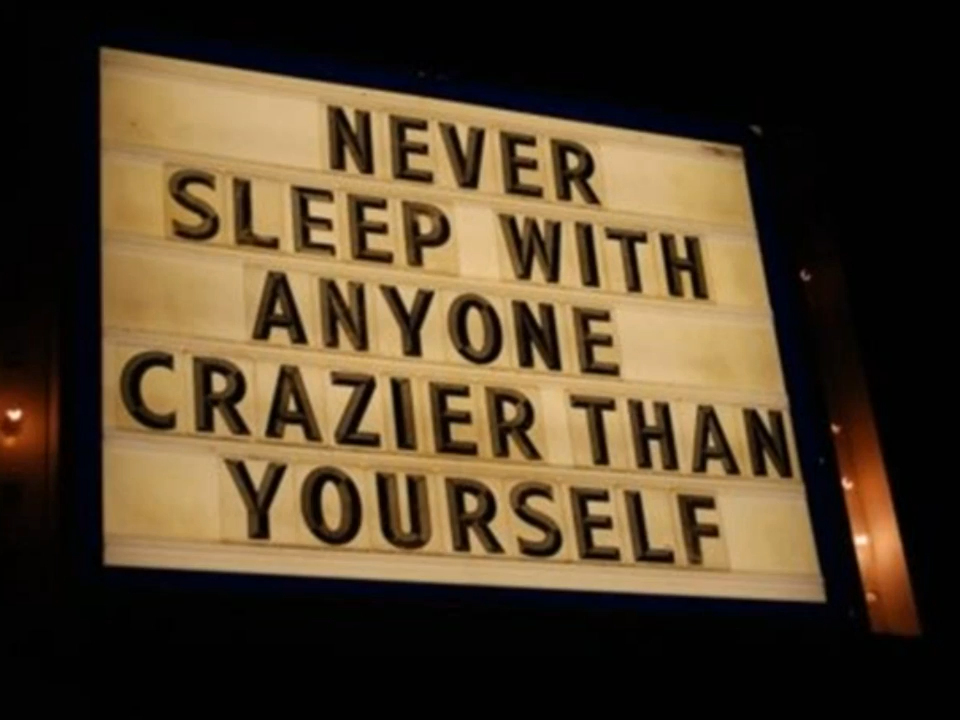 NEVER
SLEEP WITH
ANYONE
CRAZIER THAN
YOURSELF